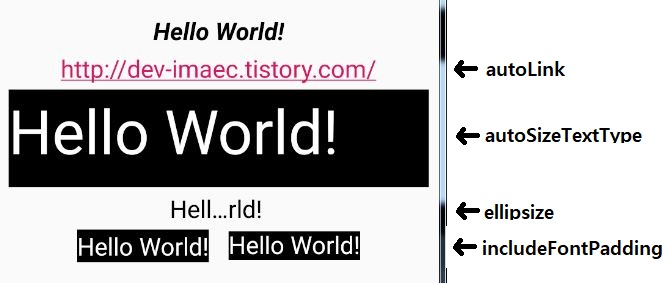 Hello World!
http://dev-imaec.tistory.com/ autoLink
Hello World! autoSizeTextType
Hell...rld! ellipsize
Hello World! Hello World! includeFontPadding